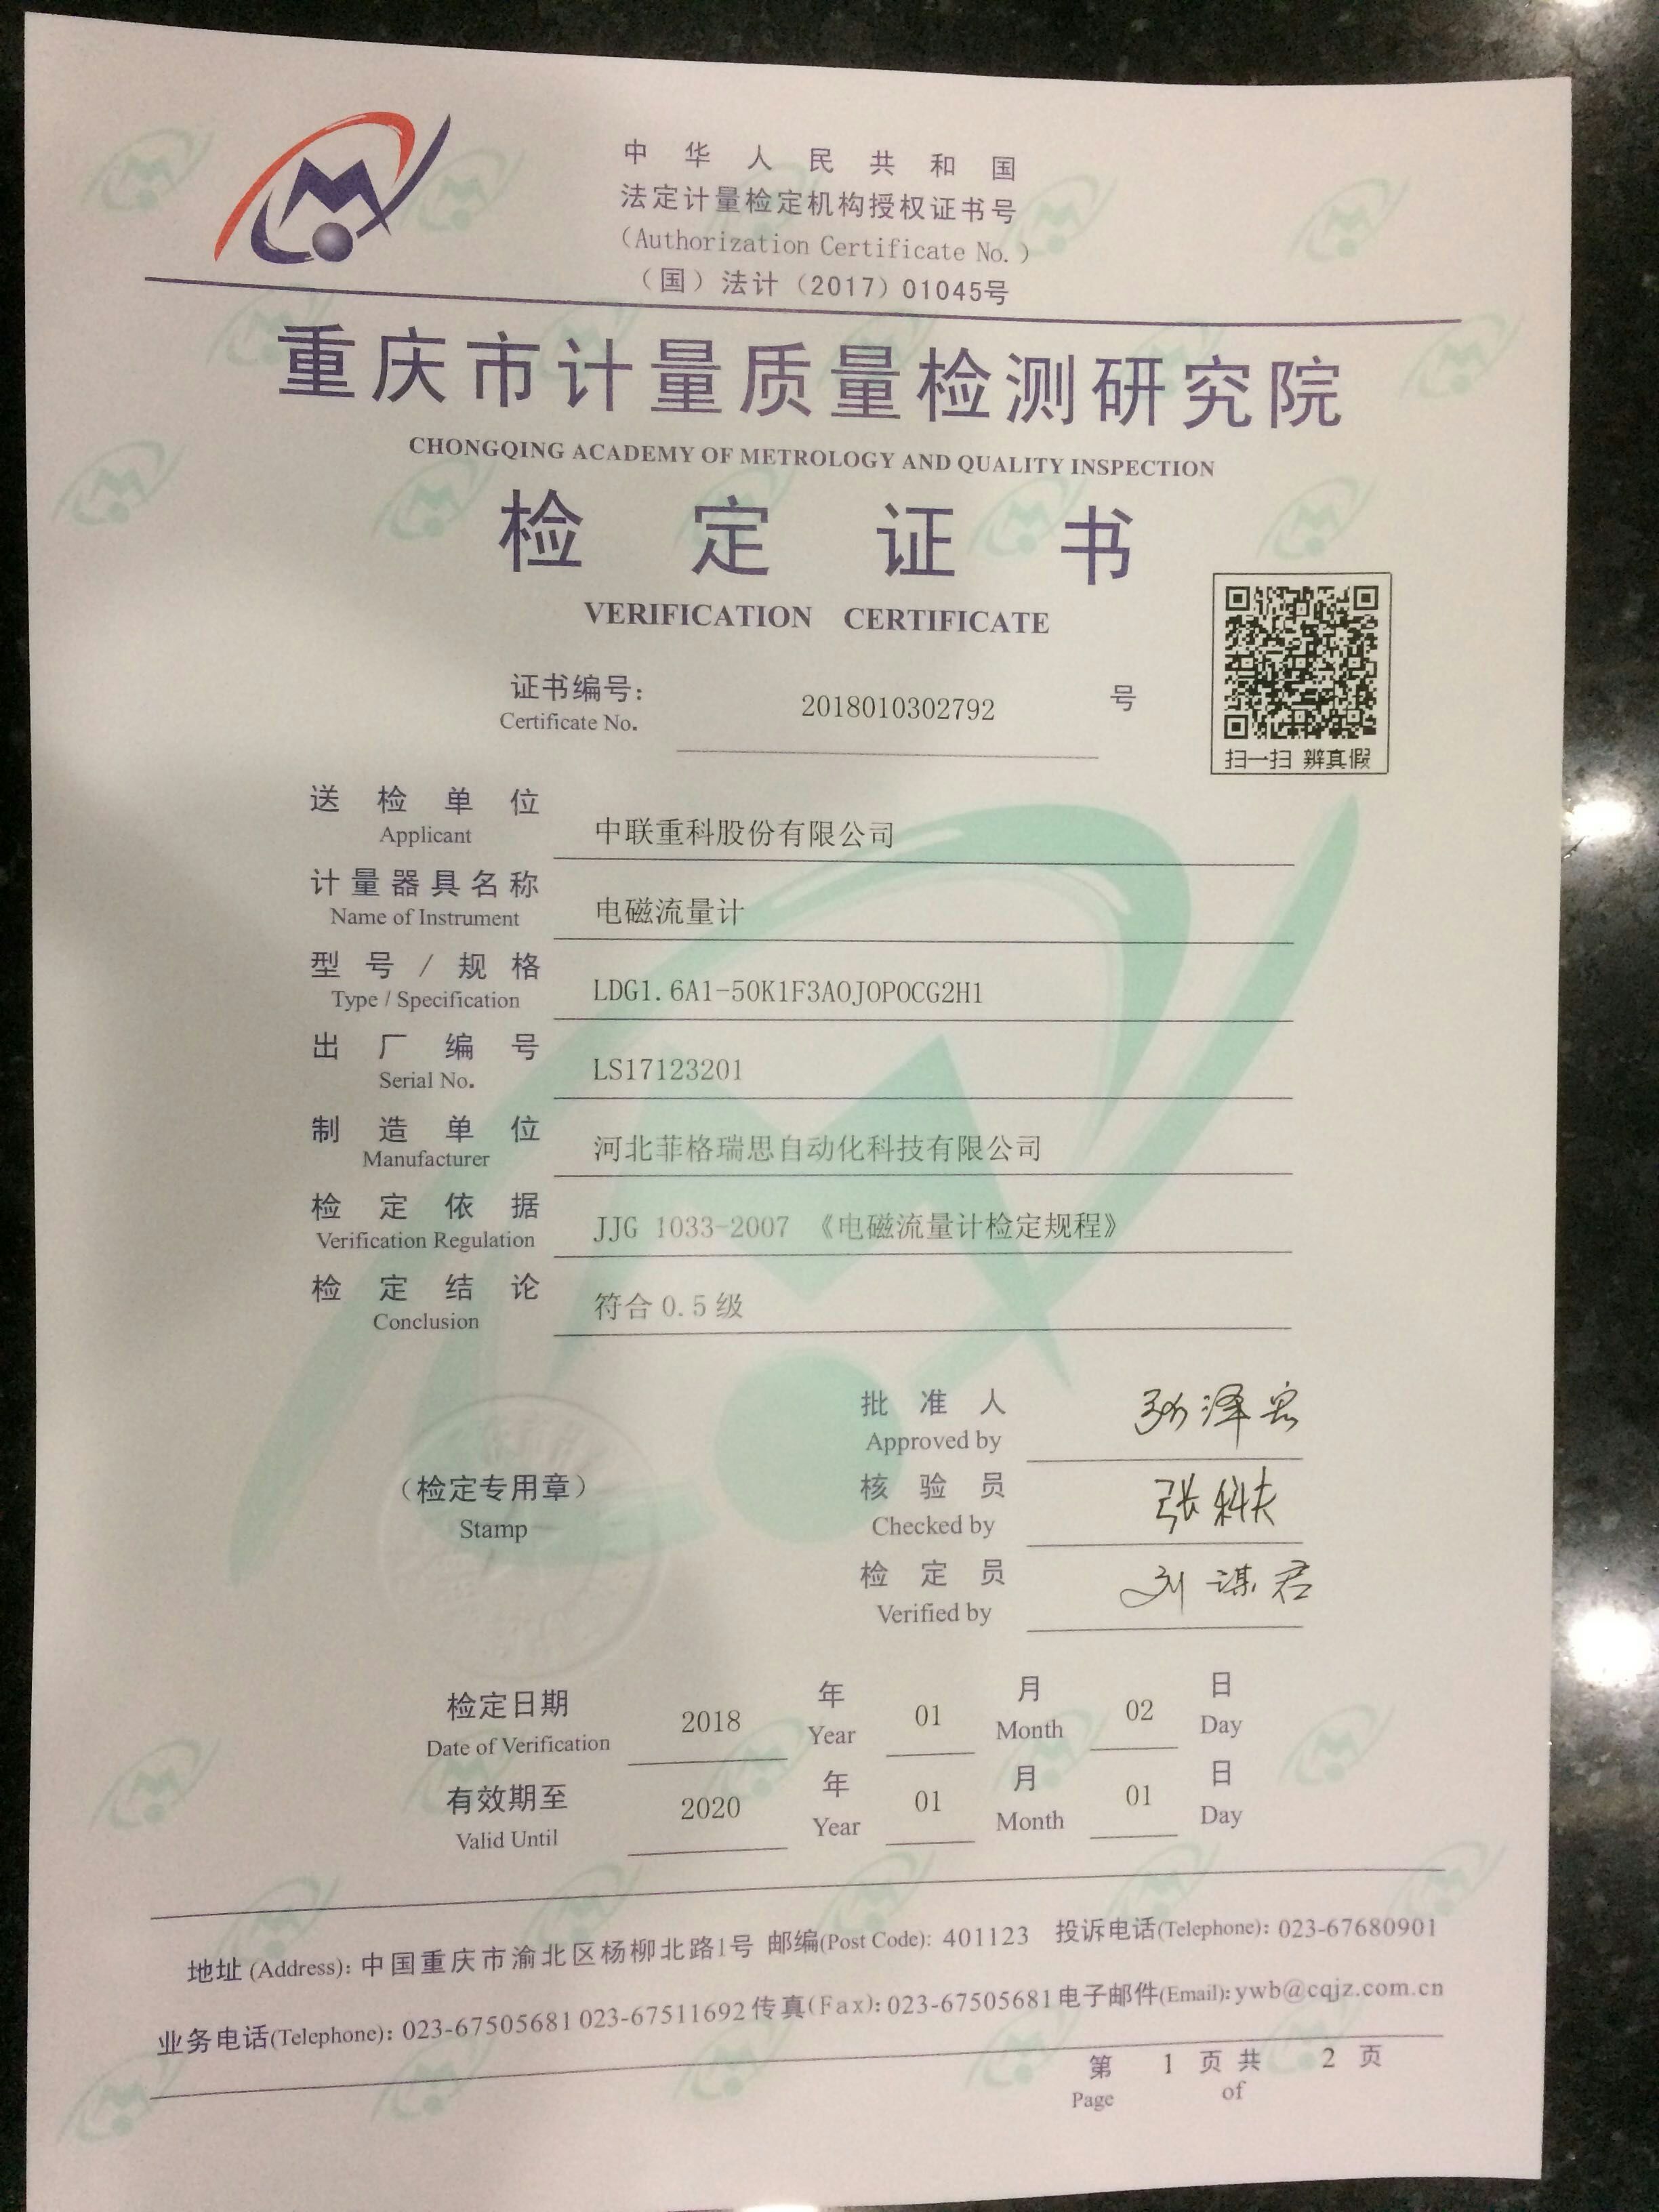 中华人民共和国
法定计量检定机构授权证书号
(Authorization Certificate No.)
(国)法计(2017)01045号
重庆市计量质量检测研究院
CHONGQING ACADEMY OF METROLOGY AND QUALITY INSPECTION
检定证书
VERIFICATION CERTIFICATE
证书编号: 2018010302792 号
Certificate No.
扫一扫 辨真假
送检单位 中联重科股份有限公司
Applicant
计量器具名称 电磁流量计
Name of Instrument
型号/规格 LDG1.6A1-50K1F3A0J0P0CG2H1
Type / Specification
出厂编号 LS17123201
Serial No.
制造单位 河北菲格瑞思自动化科技有限公司
Manufacturer
检定依据 JJG 1033-2007 《电磁流量计检定规程》
Verification Regulation
检定结论 符合0.5级
Conclusion
批准人
Approved by
(检定专用章)
Stamp
核验员 张科夫
Checked by
检定员 刘谋君
Verified by
检定日期 2018 年 01 月 02 日
Date of Verification Year Month Day
有效期至 2020 年 01 月 01 日
Valid Until Year Month Day
地址(Address):中国重庆市渝北区杨柳北路1号 邮编(Post Code): 401123 投诉电话(Telephone): 023-67680901
业务电话(Telephone): 023-67505681 023-67511692 传真(Fax): 023-67505681 电子邮件(Email): ywb@cqjz.com.cn
第 1 页 共 2 页
Page of